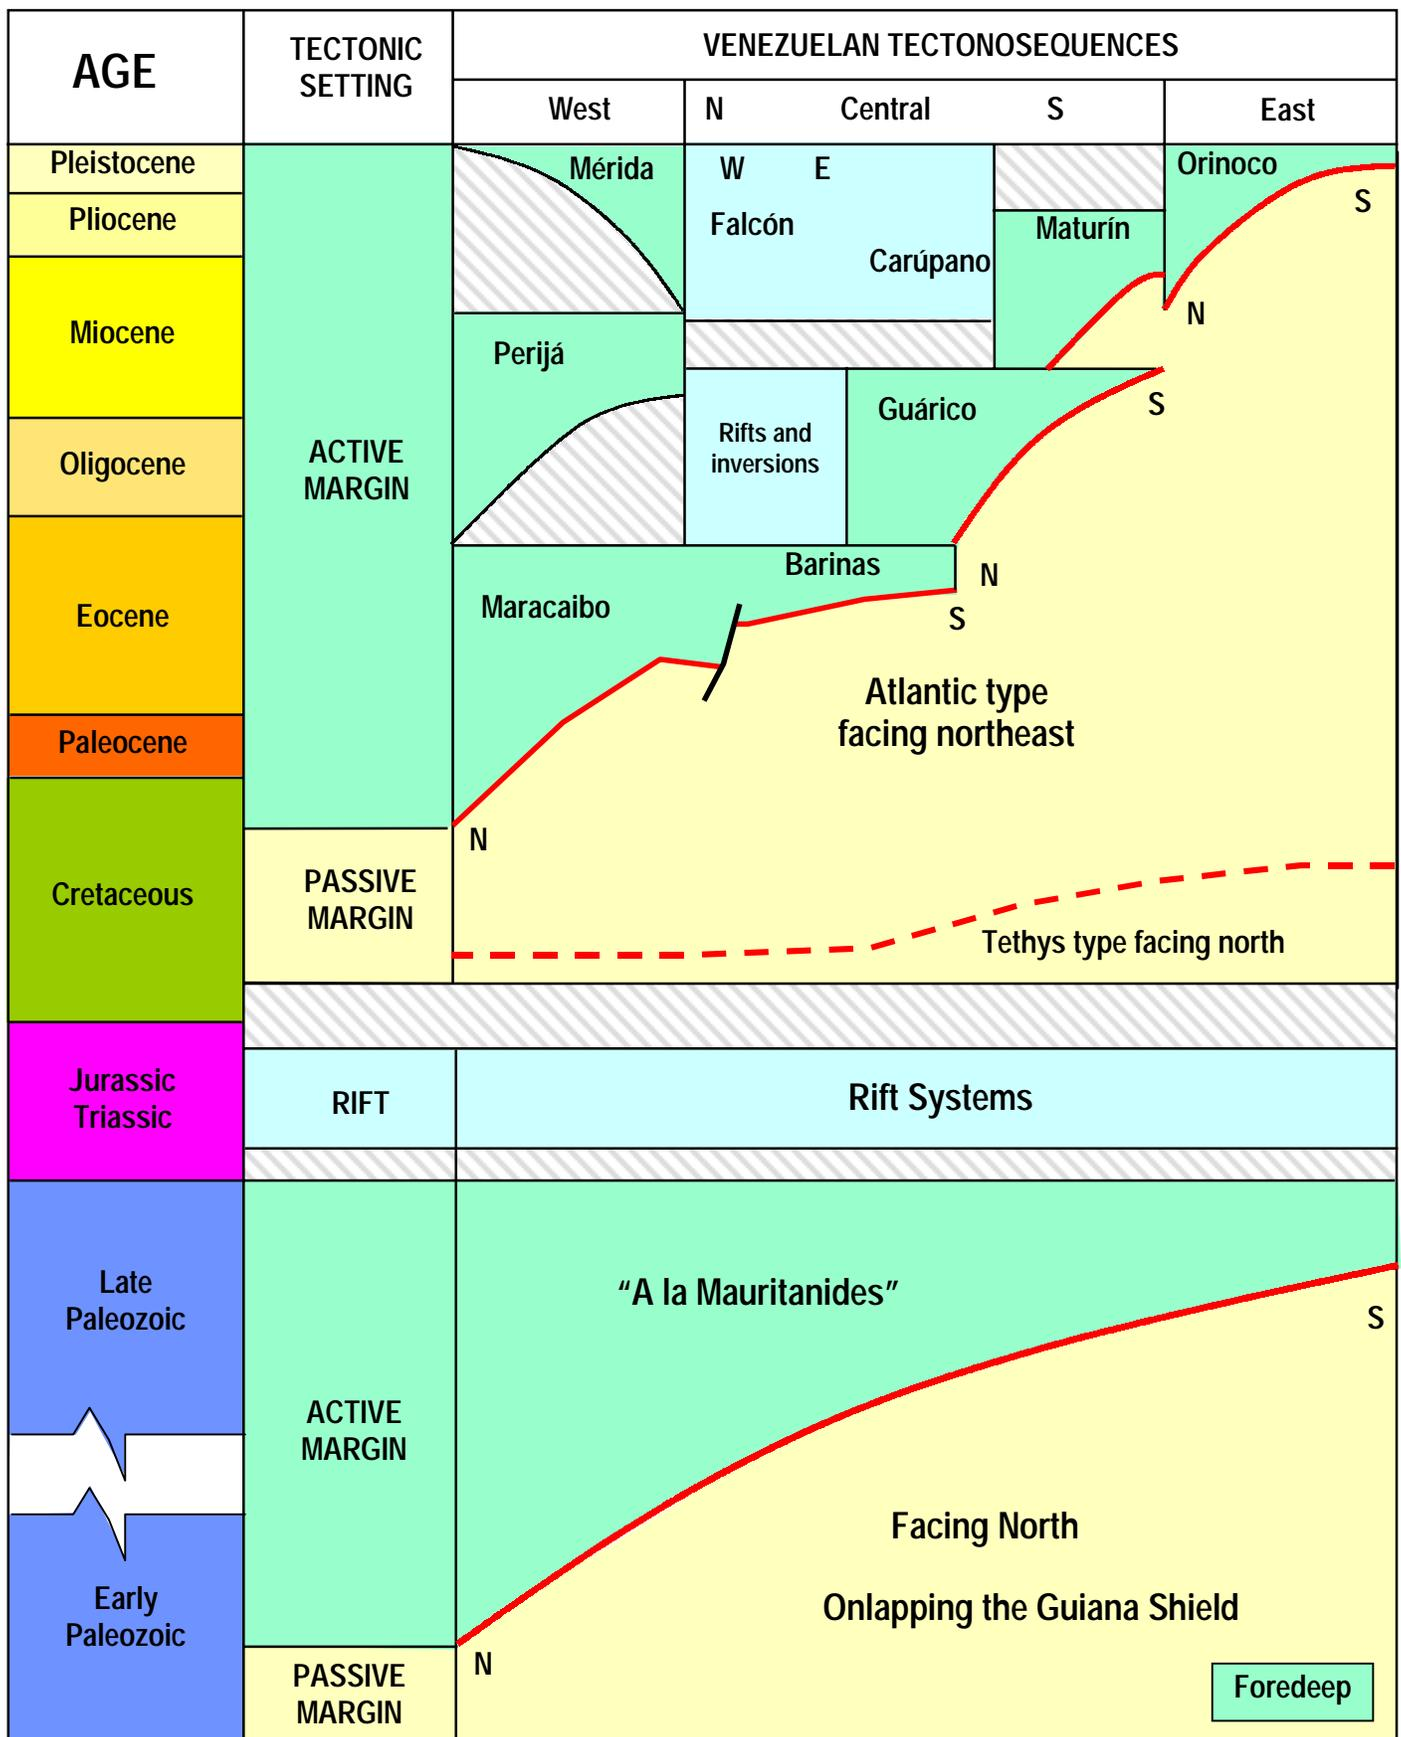 AGE
TECTONIC
SETTING
VENEZUELAN TECTONOSEQUENCES
West
N Central S
East
Pleistocene
Pliocene
Miocene
Oligocene
Eocene
Paleocene
Cretaceous
Jurassic
Triassic
Late
Paleozoic
Early
Paleozoic
ACTIVE
MARGIN
PASSIVE
MARGIN
RIFT
ACTIVE
MARGIN
PASSIVE
MARGIN
Mérida
W E
Falcón
Carúpano
Maturín
Orinoco
S
N
Perijá
Rifts and
inversions
Guárico
S
Barinas
N
Maracaibo
S
Atlantic type
facing northeast
N
Tethys type facing north
Rift Systems
“A la Mauritanides”
S
Facing North
Onlapping the Guiana Shield
N
Foredeep